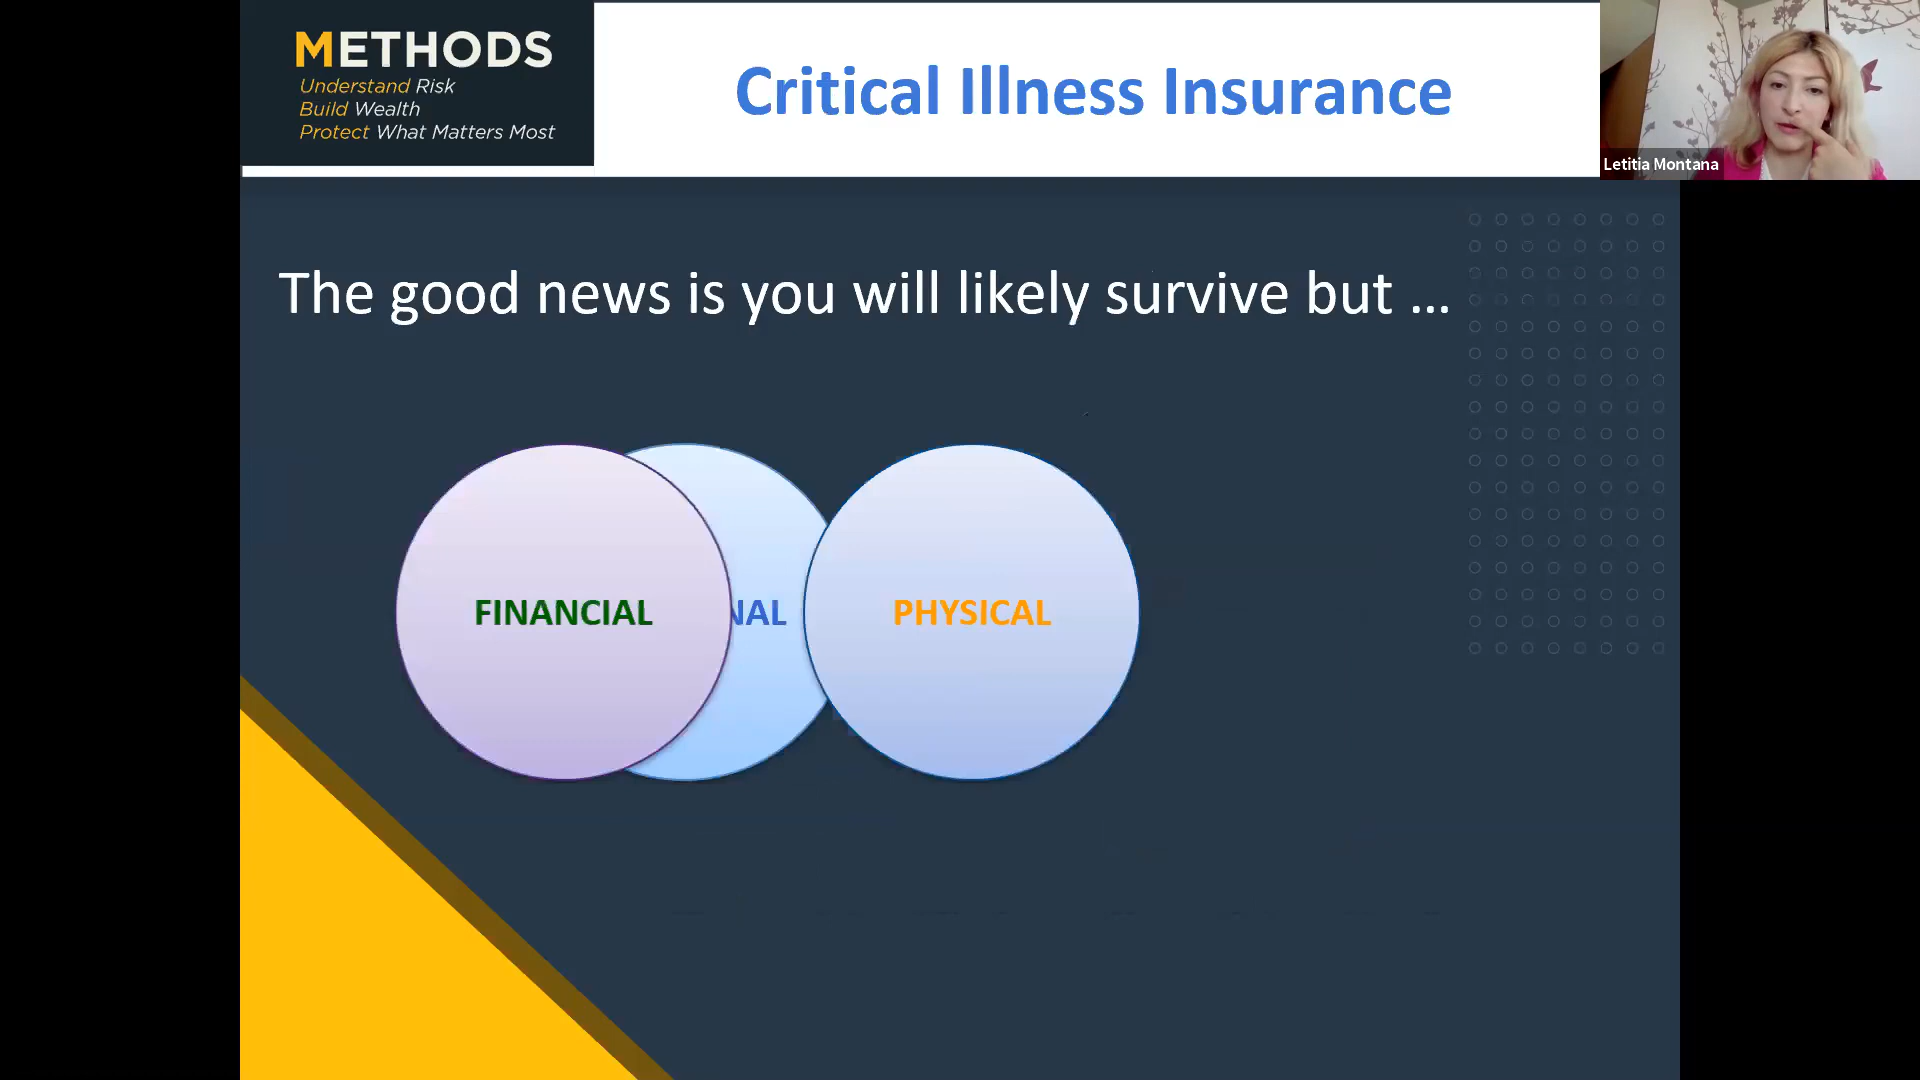 METHODS
Understand Risk
Build Wealth
Protect What Matters Most
Critical Illness Insurance
Letitia Montana
The good news is you will likely survive but ...
FINANCIAL
NAL
PHYSICAL